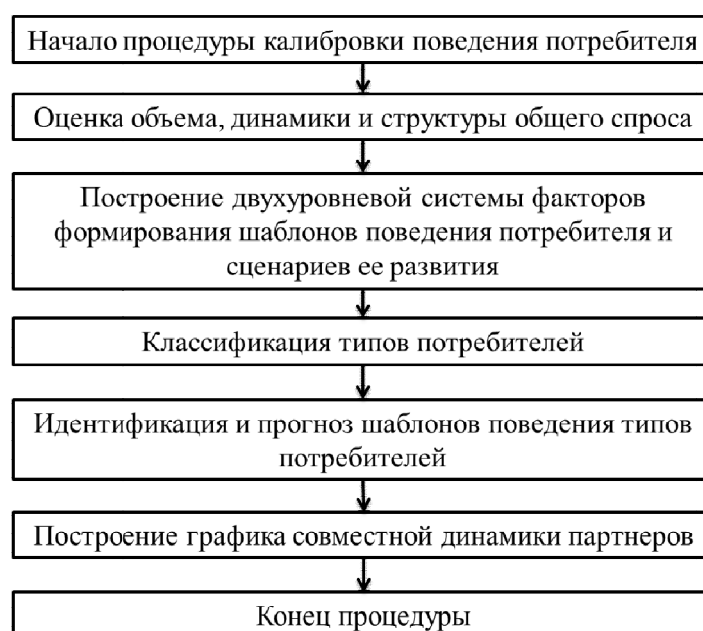 Начало процедуры калибровки поведения потребителя
Оценка объема, динамики и структуры общего спроса
Построение двухуровневой системы факторов
формирования шаблонов поведения потребителя и
сценариев ее развития
Классификация типов потребителей
Идентификация и прогноз шаблонов поведения типов
потребителей
Построение графика совместной динамики партнеров
Конец процедуры